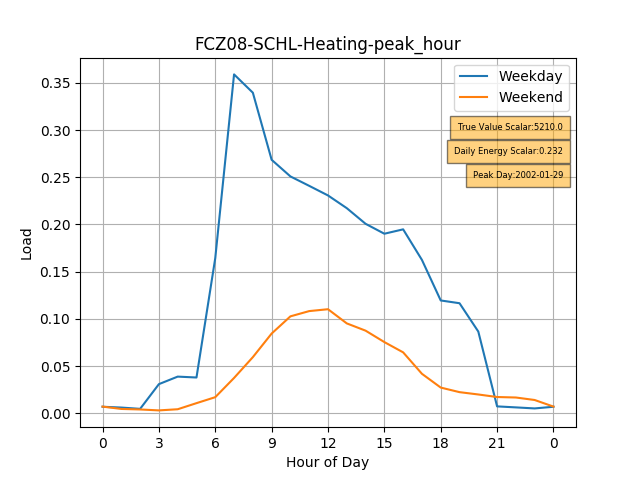 FCZ08-SCHL-Heating-peak_hour
Load
0.35
0.30
0.25
0.20
0.15
0.10
0.05
0.00
Weekday
Weekend
True Value Scalar:5210.0
Daily Energy Scalar:0.232
Peak Day:2002-01-29
0 3 6 9 12 15 18 21 0
Hour of Day